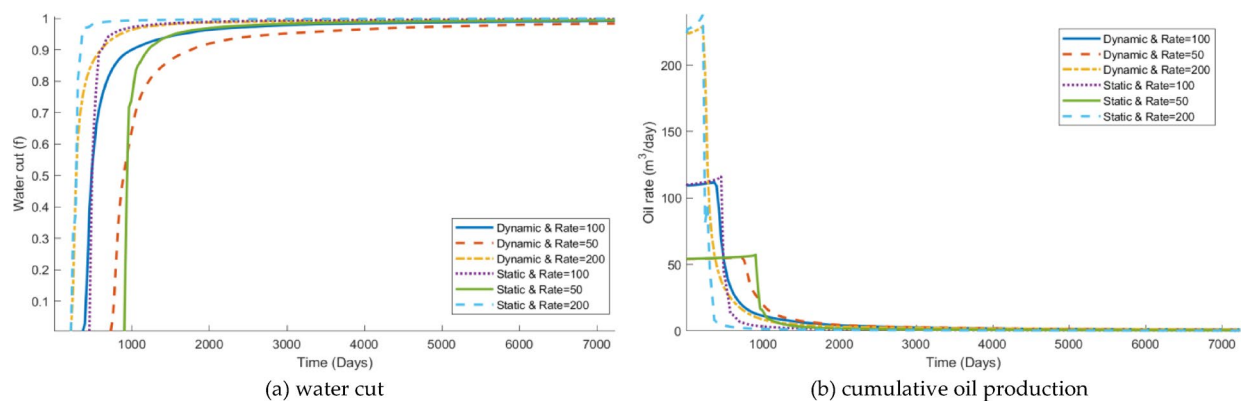 1
0.9
0.8
0.7
0.6
0.5
0.4
0.3
0.2
0.1
Water cut (f)
1000 2000 3000 4000 5000 6000 7000
Time (Days)
Dynamic & Rate=100
Dynamic & Rate=50
Dynamic & Rate=200
Static & Rate=100
Static & Rate=50
Static & Rate=200
(a) water cut
200
150
100
50
0
Oil rate (m³/day)
1000 2000 3000 4000 5000 6000 7000
Time (Days)
Dynamic & Rate=100
Dynamic & Rate=50
Dynamic & Rate=200
Static & Rate=100
Static & Rate=50
Static & Rate=200
(b) cumulative oil production